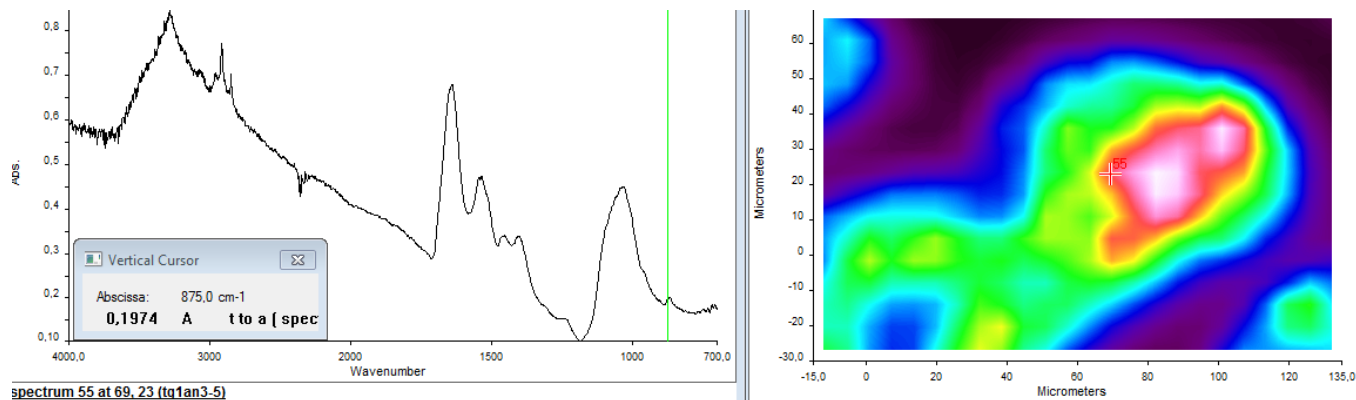 0,8
0,7
0,6
0,5
0,4
0,3
0,2
0,10
Abs.
4000,0 3000 2000 1500 1000 700,0
Wavenumber
Vertical Cursor
Abscissa: 875,0 cm-1
0,1974 A t to a ( spec
spectrum 55 at 69, 23 (tq1an3-5)
60
50
40
30
20
10
0
-10
-20
-30,0
Micrometers
55
-15,0 0 20 40 60 80 100 120 135,0
Micrometers